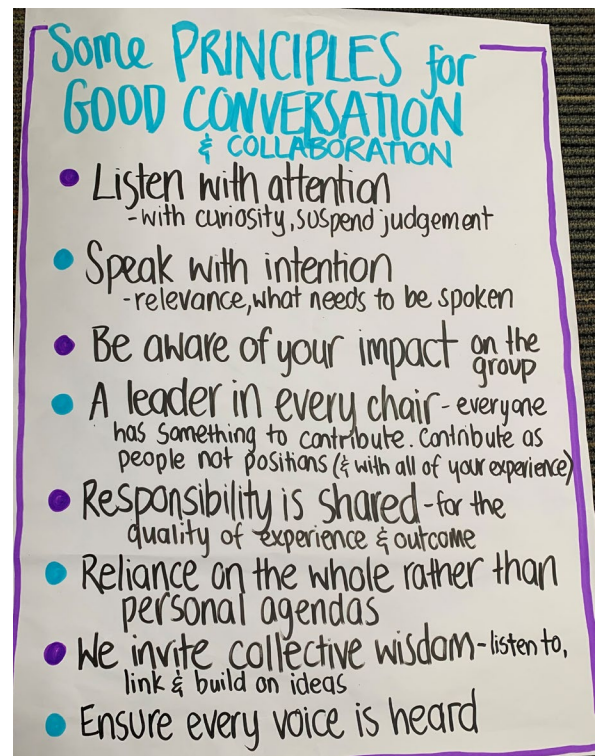 Some PRINCIPLES for
GOOD CONVERSATION
& COLLABORATION
• Listen with attention
-with curiosity, suspend judgement
• Speak with intention
-relevance, what needs to be spoken
• Be aware of your impact on the
group
• A leader in every chair - everyone
has something to contribute. Contribute as
people not positions (& with all of your experience)
• Responsibility is shared - for the
quality of experience & outcome
• Reliance on the whole rather than
personal agendas
• We invite collective wisdom - listen to,
link & build on ideas
• Ensure every voice is heard